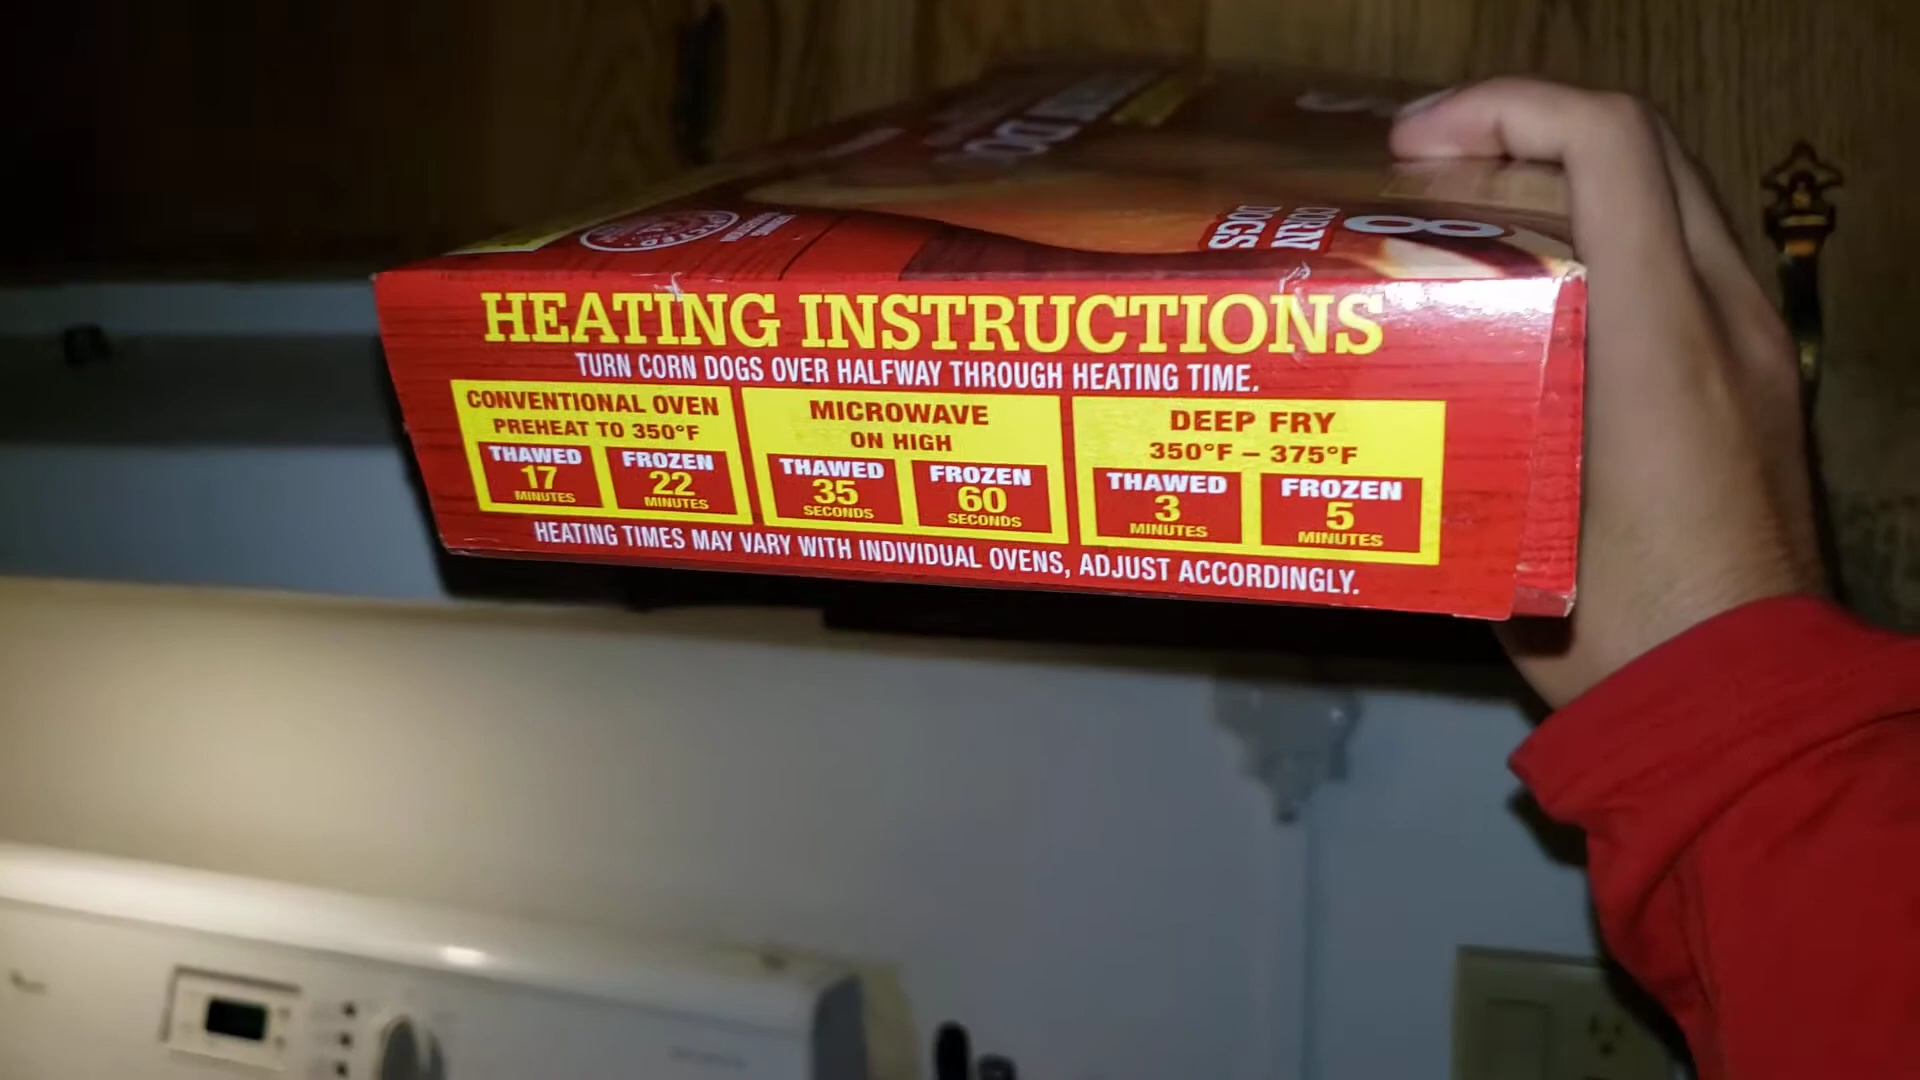 8
CORN
DOGS
HEATING INSTRUCTIONS
TURN CORN DOGS OVER HALFWAY THROUGH HEATING TIME.
CONVENTIONAL OVEN
PREHEAT TO 350°F
THAWED
17
MINUTES
FROZEN
22
MINUTES
MICROWAVE
ON HIGH
THAWED
35
SECONDS
FROZEN
60
SECONDS
DEEP FRY
350°F – 375°F
THAWED
3
MINUTES
FROZEN
5
MINUTES
HEATING TIMES MAY VARY WITH INDIVIDUAL OVENS, ADJUST ACCORDINGLY.